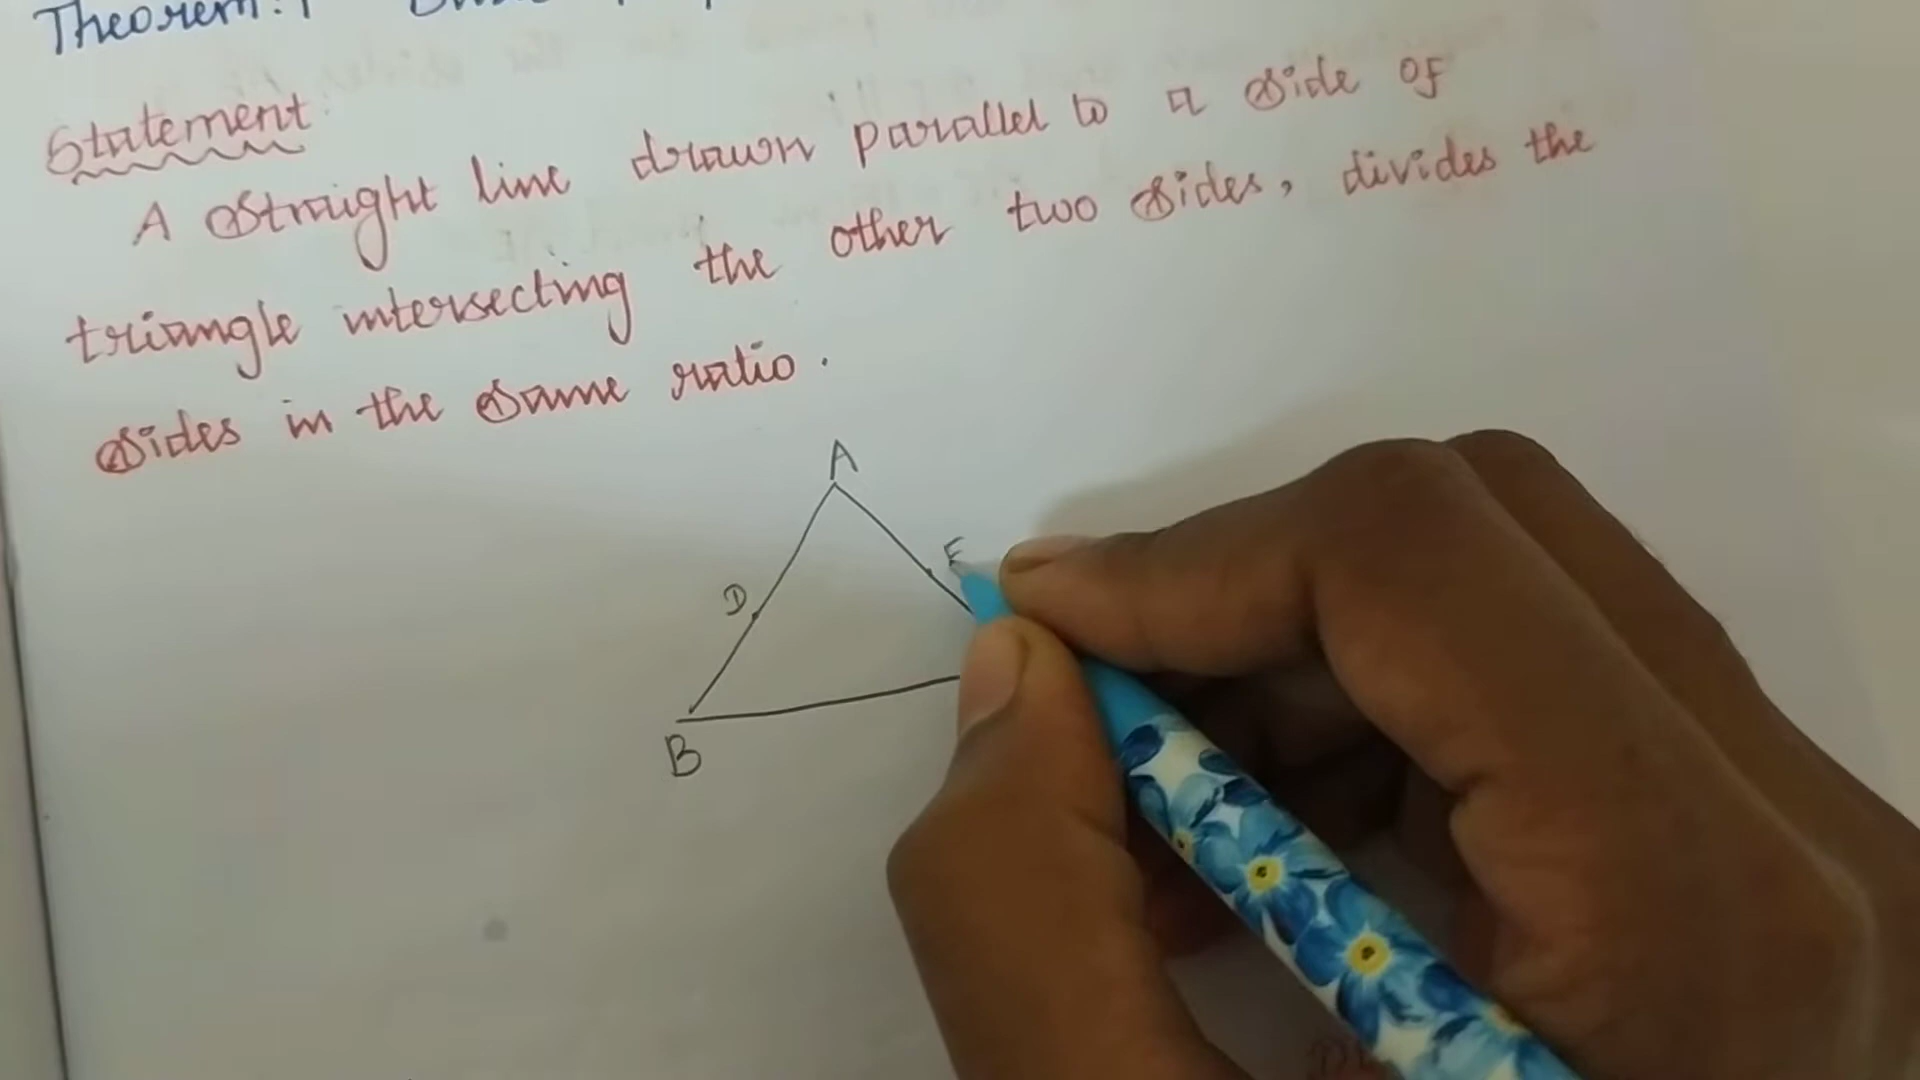 Theorem: 1
Statement:
A straight line drawn parallel to a side of
triangle intersecting the other two sides, divides the
sides in the same ratio.
A
E
D
B